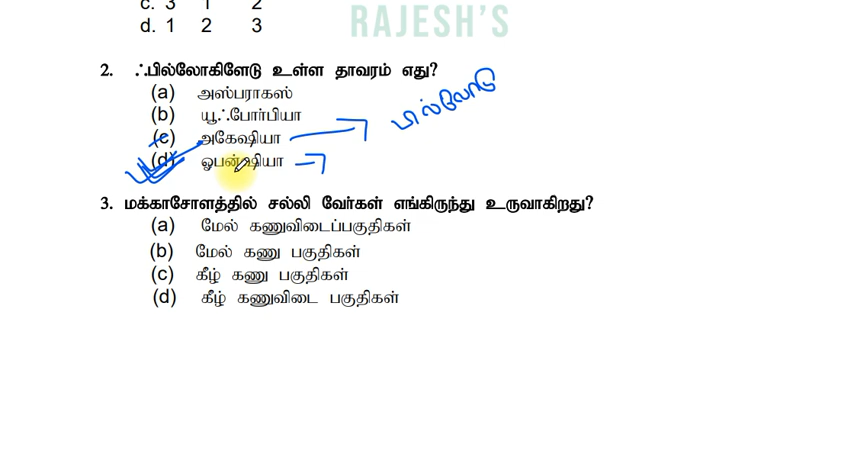 c. 3 1 2
RAJESH'S
d. 1 2 3
2. ஃபில்லோகிளேடு உள்ள தாவரம் எது?
(a) அஸ்பராகஸ்
(b) யூஃபோர்பியா
(c) அகேஷியா
பில்லோடு
(d) ஓபன்ஷியா
3. மக்காசோளத்தில் சல்லி வேர்கள் எங்கிருந்து உருவாகிறது?
(a) மேல் கணுவிடைப்பகுதிகள்
(b) மேல் கணு பகுதிகள்
(c) கீழ் கணு பகுதிகள்
(d) கீழ் கணுவிடை பகுதிகள்